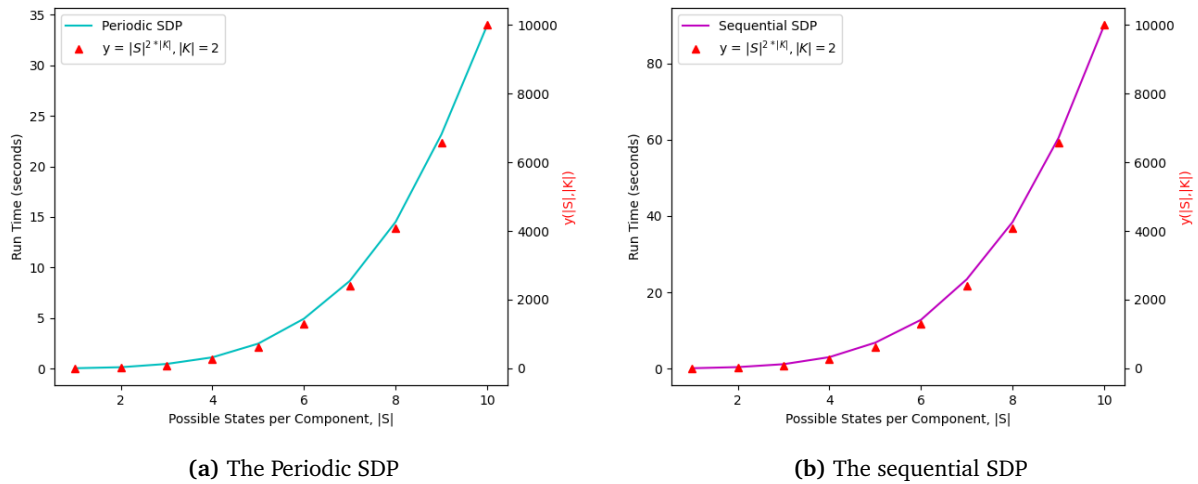 Periodic SDP
y = |S|^{2*|K|}, |K| = 2
35
30
25
20
15
10
5
0
Run Time (seconds)
10000
8000
6000
4000
2000
0
y(|S|,|K|)
2 4 6 8 10
Possible States per Component, |S|
(a) The Periodic SDP
Sequential SDP
y = |S|^{2*|K|}, |K| = 2
80
60
40
20
0
Run Time (seconds)
10000
8000
6000
4000
2000
0
y(|S|,|K|)
2 4 6 8 10
Possible States per Component, |S|
(b) The sequential SDP